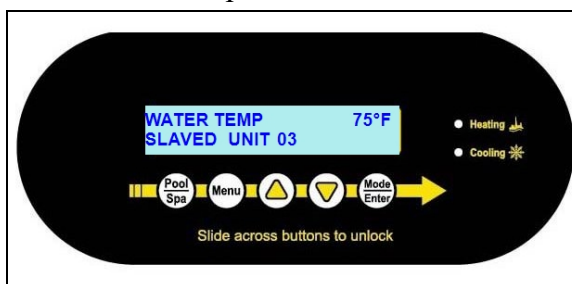 WATER TEMP 75°F
SLAVED UNIT 03
Heating
Cooling
Pool Spa Menu Mode Enter
Slide across buttons to unlock